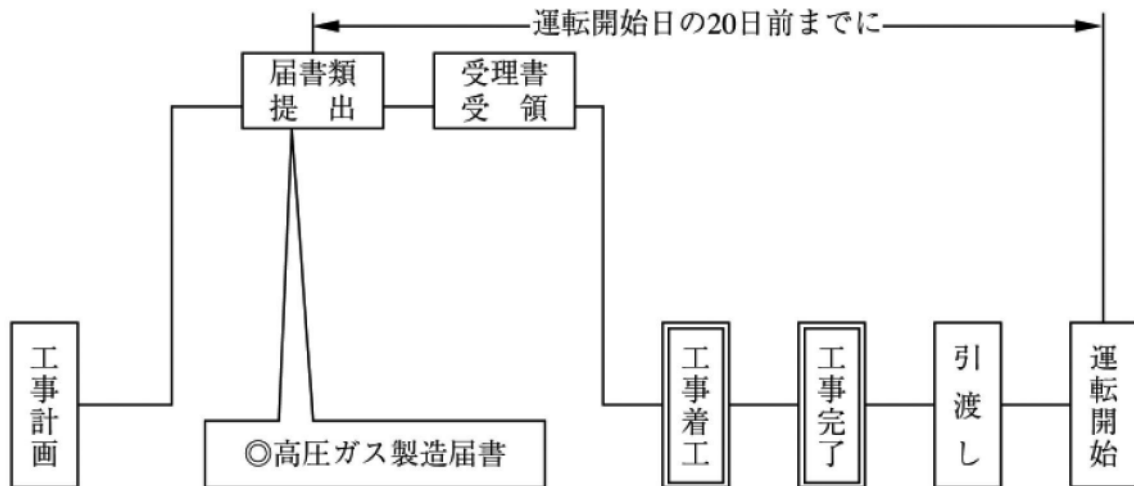 運転開始日の20日前までに
届書類
提出
受理書
受領
工事計画
◎高圧ガス製造届書
工事着工
工事完了
引渡し
運転開始